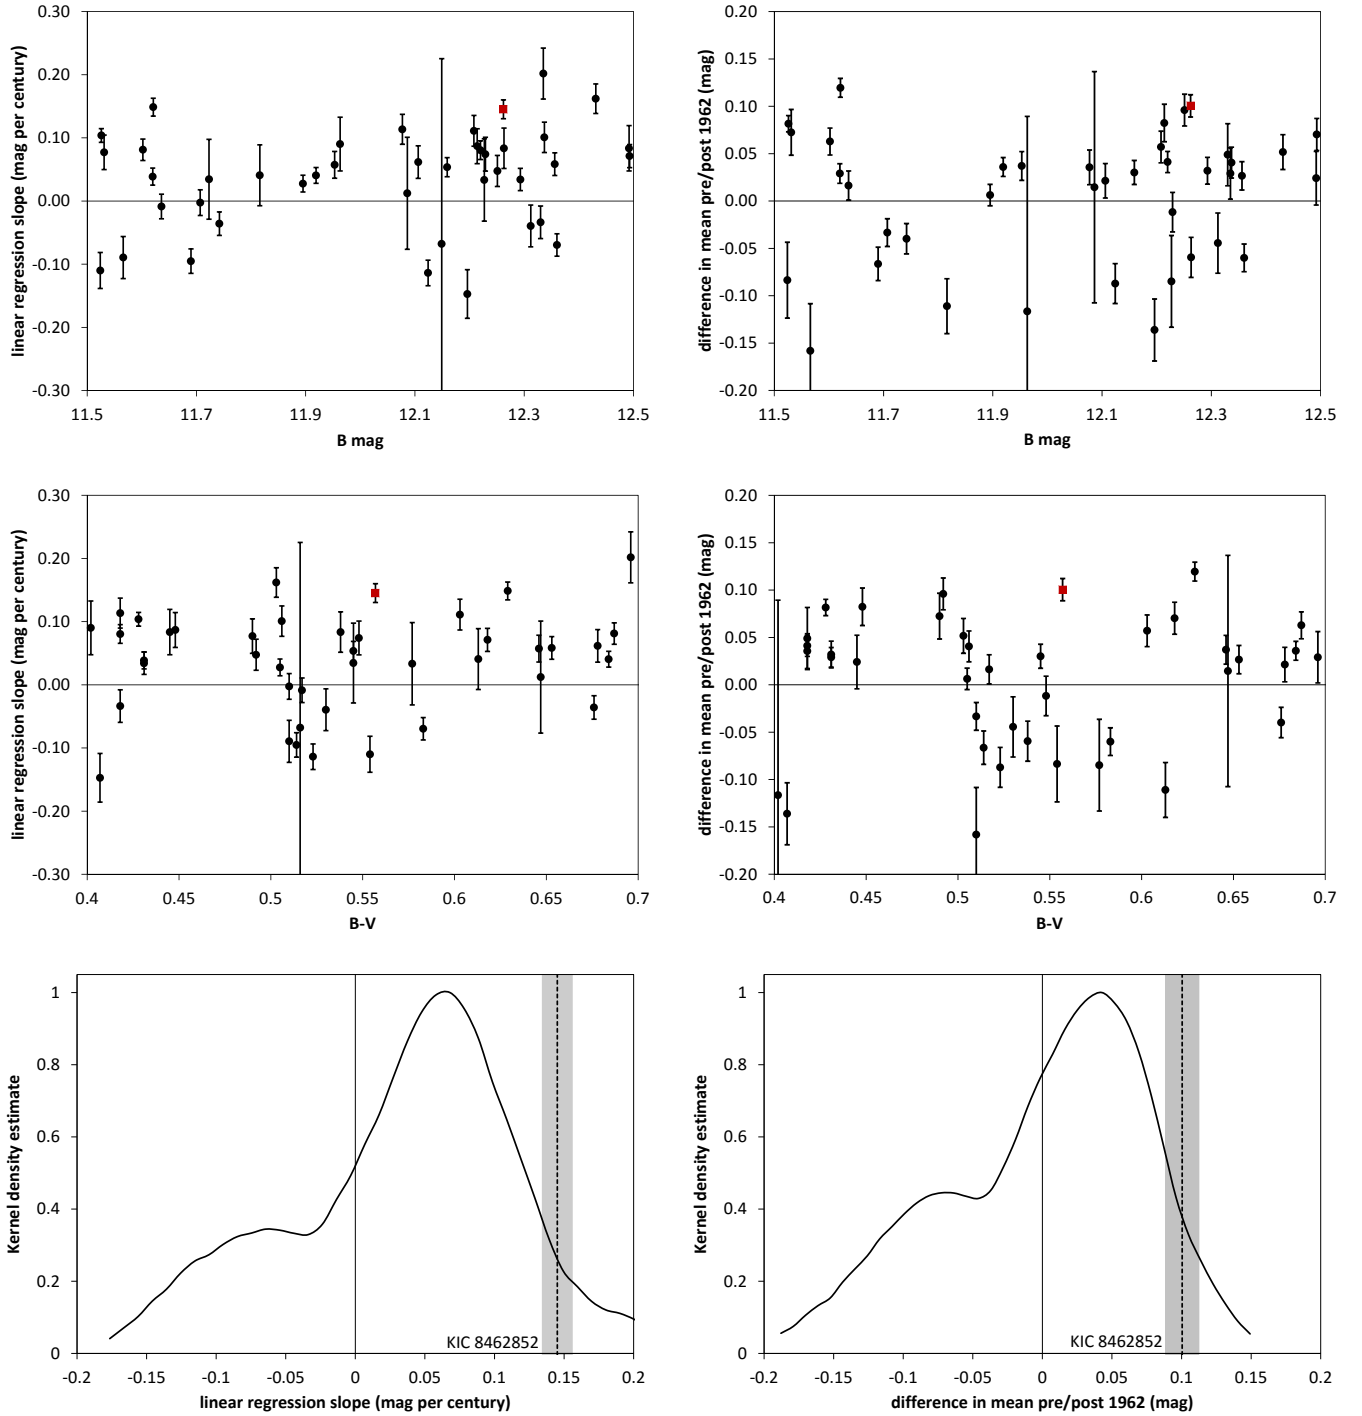 linear regression slope (mag per century)
0.30
0.20
0.10
0.00
-0.10
-0.20
-0.30
11.5 11.7 11.9 12.1 12.3 12.5
B mag
difference in mean pre/post 1962 (mag)
0.20
0.15
0.10
0.05
0.00
-0.05
-0.10
-0.15
-0.20
11.5 11.7 11.9 12.1 12.3 12.5
B mag
linear regression slope (mag per century)
0.30
0.20
0.10
0.00
-0.10
-0.20
-0.30
0.4 0.45 0.5 0.55 0.6 0.65 0.7
B-V
difference in mean pre/post 1962 (mag)
0.20
0.15
0.10
0.05
0.00
-0.05
-0.10
-0.15
-0.20
0.4 0.45 0.5 0.55 0.6 0.65 0.7
B-V
Kernel density estimate
1
0.8
0.6
0.4
0.2
0
KIC 8462852
-0.2 -0.15 -0.1 -0.05 0 0.05 0.1 0.15 0.2
linear regression slope (mag per century)
Kernel density estimate
1
0.8
0.6
0.4
0.2
0
KIC 8462852
-0.2 -0.15 -0.1 -0.05 0 0.05 0.1 0.15 0.2
difference in mean pre/post 1962 (mag)